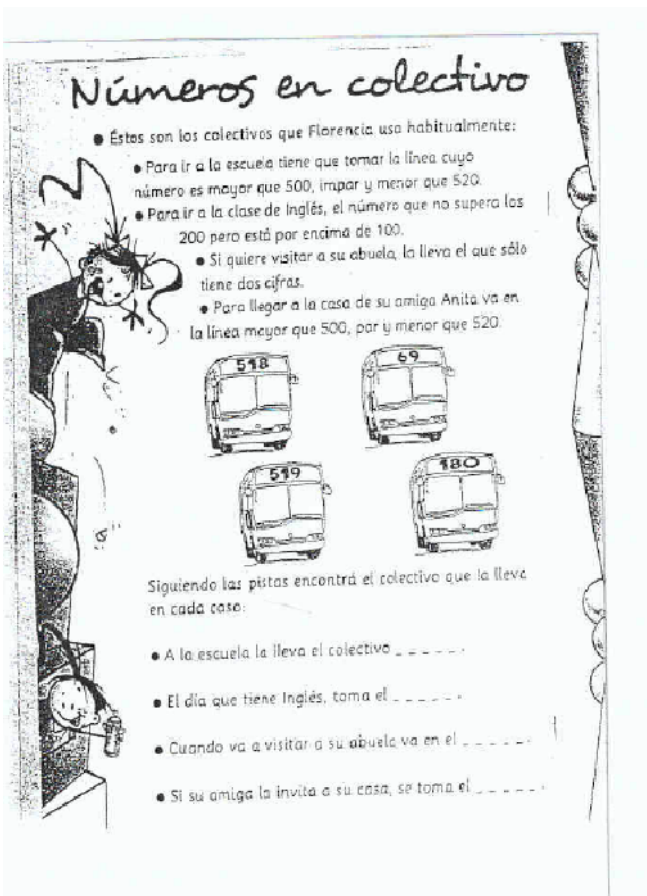 Números en colectivo
● Éstos son los colectivos que Florencia usa habitualmente:
● Para ir a la escuela tiene que tomar la línea cuyo
número es mayor que 500, impar y menor que 520.
● Para ir a la clase de Inglés, el número que no supera los
200 pero está por encima de 100.
● Si quiere visitar a su abuela, la lleva el que sólo
tiene dos cifras.
● Para llegar a la casa de su amiga Anita va en
la línea mayor que 500, par y menor que 520.
518
69
519
180
Siguiendo las pistas encontrá el colectivo que la lleva
en cada caso:
● A la escuela la lleva el colectivo _ _ _ _ _ .
● El día que tiene Inglés, toma el _ _ _ _ _ .
● Cuando va a visitar a su abuela va en el _ _ _ _ _ .
● Si su amiga la invita a su casa, se toma el _ _ _ _ _ .